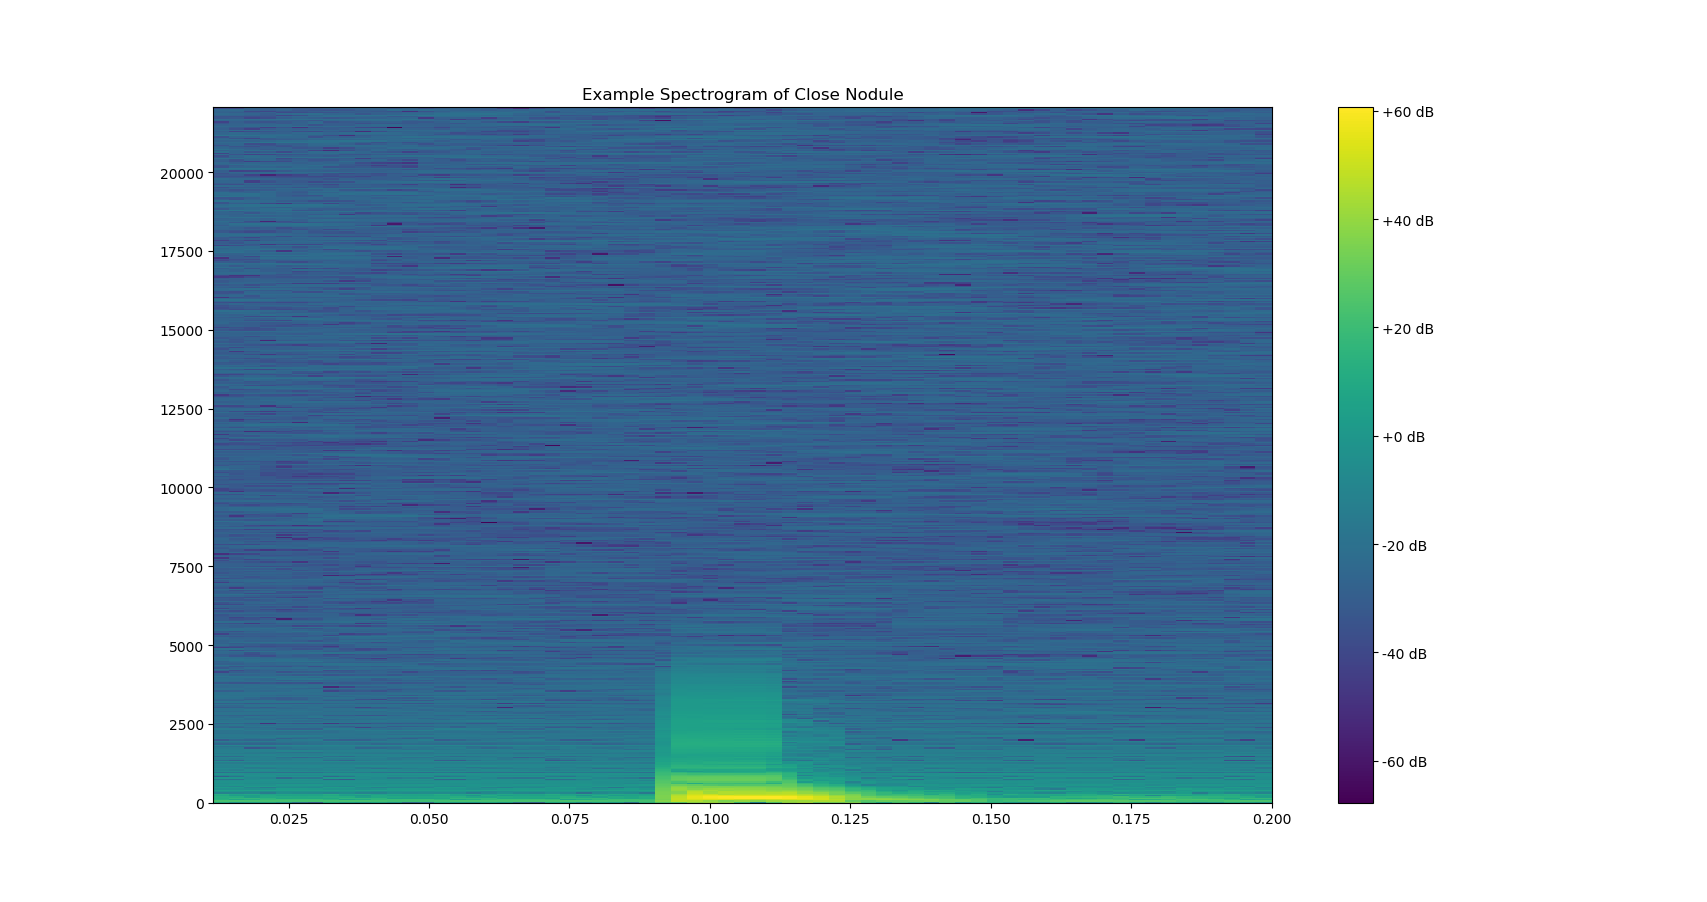 Example Spectrogram of Close Nodule
20000
17500
15000
12500
10000
7500
5000
2500
0
0.025 0.050 0.075 0.100 0.125 0.150 0.175 0.200
+60 dB
+40 dB
+20 dB
+0 dB
-20 dB
-40 dB
-60 dB